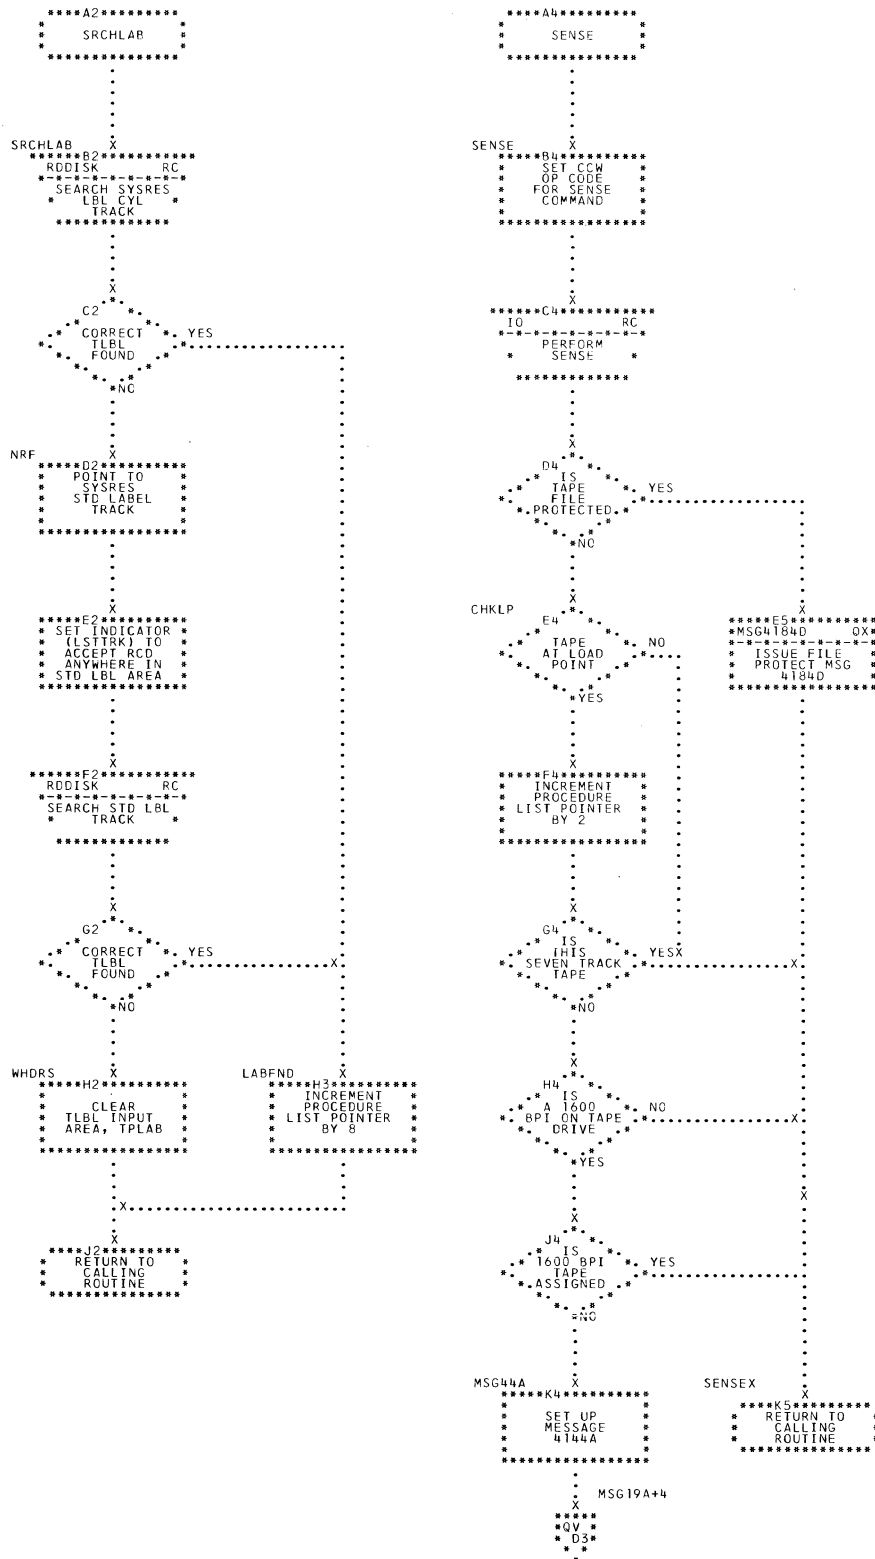 A2
SRCHLAB
SRCHLAB
B2
RDDISK RC
SEARCH SYSRES
LBL CYL
TRACK
C2
CORRECT
TLBL
FOUND
YES
NO
NRF
D2
POINT TO
SYSRES
STD LABEL
TRACK
E2
SET INDICATOR
(LSTTRK) TO
ACCEPT RCD
ANYWHERE IN
STD LBL AREA
F2
RDDISK RC
SEARCH STD LBL
TRACK
G2
CORRECT
TLBL
FOUND
YES
NO
WHDRS
H2
CLEAR
TLBL INPUT
AREA, TPLAB
LABFND
H3
INCREMENT
PROCEDURE
LIST POINTER
BY 8
J2
RETURN TO
CALLING
ROUTINE
A4
SENSE
SENSE
B4
SET CCW
OP CODE
FOR SENSE
COMMAND
C4
IO RC
PERFORM
SENSE
D4
IS
TAPE
FILE
PROTECTED
YES
NO
CHKLP
E4
TAPE
AT LOAD
POINT
NO
YES
E5
MSG4184D QX
ISSUE FILE
PROTECT MSG
4184D
F4
INCREMENT
PROCEDURE
LIST POINTER
BY 2
G4
IS
THIS
SEVEN TRACK
TAPE
YES
NO
H4
IS
A 1600
BPI ON TAPE
DRIVE
NO
YES
J4
IS
1600 BPI
TAPE
ASSIGNED
YES
NO
MSG44A
K4
SET UP
MESSAGE
4144A
SENSEX
K5
RETURN TO
CALLING
ROUTINE
MSG19A+4
QV
D3